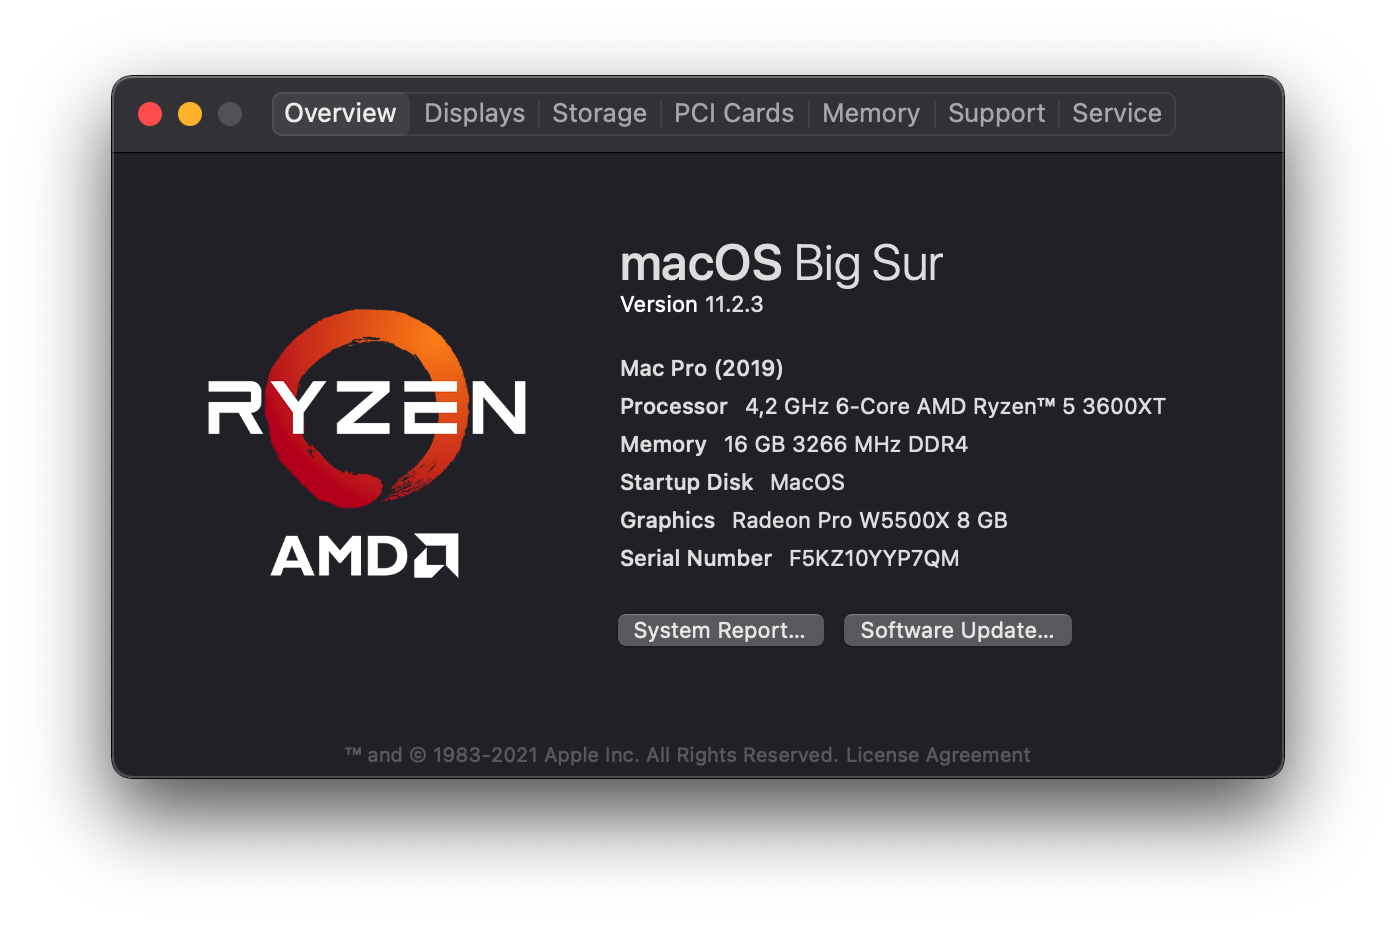 Overview Displays Storage PCI Cards Memory Support Service
macOS Big Sur
Version 11.2.3
RYZEN
AMD
Mac Pro (2019)
Processor 4,2 GHz 6-Core AMD Ryzen™ 5 3600XT
Memory 16 GB 3266 MHz DDR4
Startup Disk MacOS
Graphics Radeon Pro W5500X 8 GB
Serial Number F5KZ10YYP7QM
System Report... Software Update...
™ and © 1983-2021 Apple Inc. All Rights Reserved. License Agreement